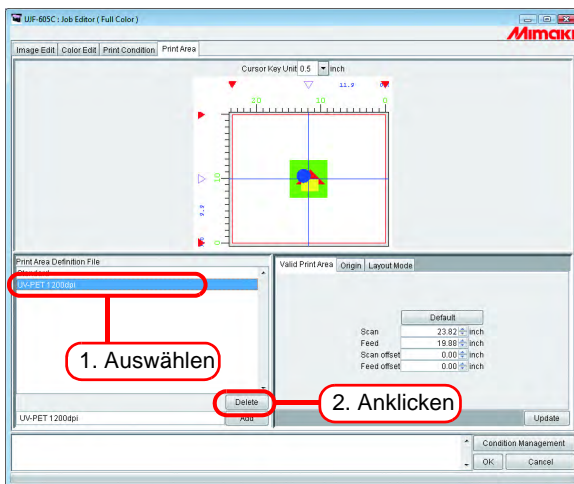 UJF-605C : Job Editor ( Full Color )
Mimaki
Image Edit Color Edit Print Condition Print Area
Cursor Key Unit 0.5 inch
11.9
20 10 0
10
9.9
0
Print Area Definition File
UV-PET 1200dpi
1. Auswählen
Delete
2. Anklicken
UV-PET 1200dpi
Add
Valid Print Area Origin Layout Mode
Default
Scan 23.82 inch
Feed 19.88 inch
Scan offset 0.00 inch
Feed offset 0.00 inch
Update
Condition Management
OK Cancel